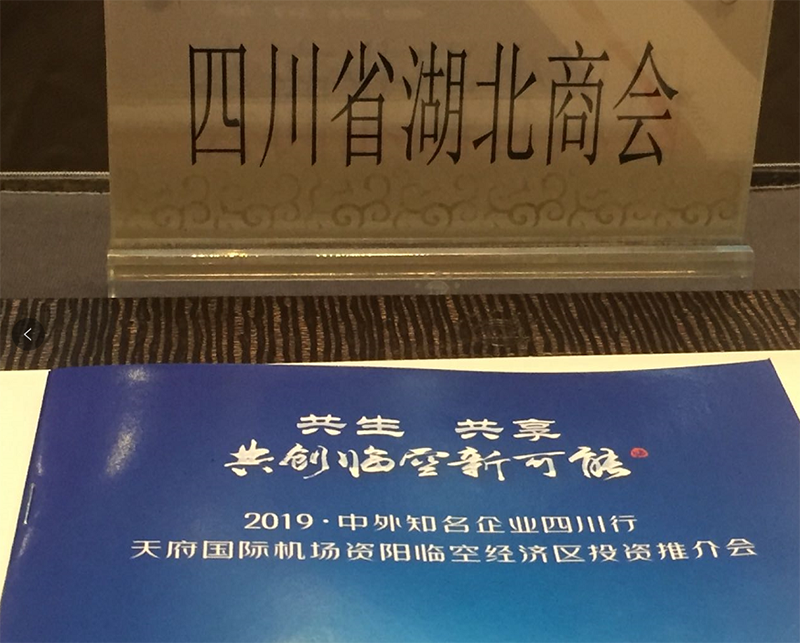 四川省湖北商会
共生 共享
共创临空新可能
2019·中外知名企业四川行
天府国际机场资阳临空经济区投资推介会